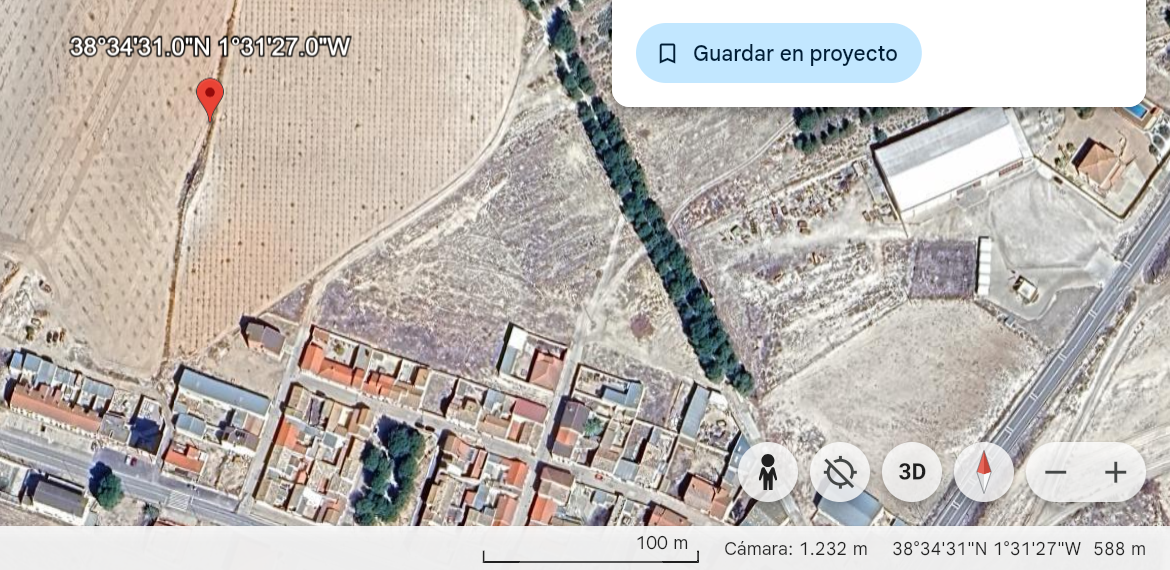 38°34'31.0"N 1°31'27.0"W
Guardar en proyecto
3D
100 m
Cámara: 1.232 m 38°34'31"N 1°31'27"W 588 m